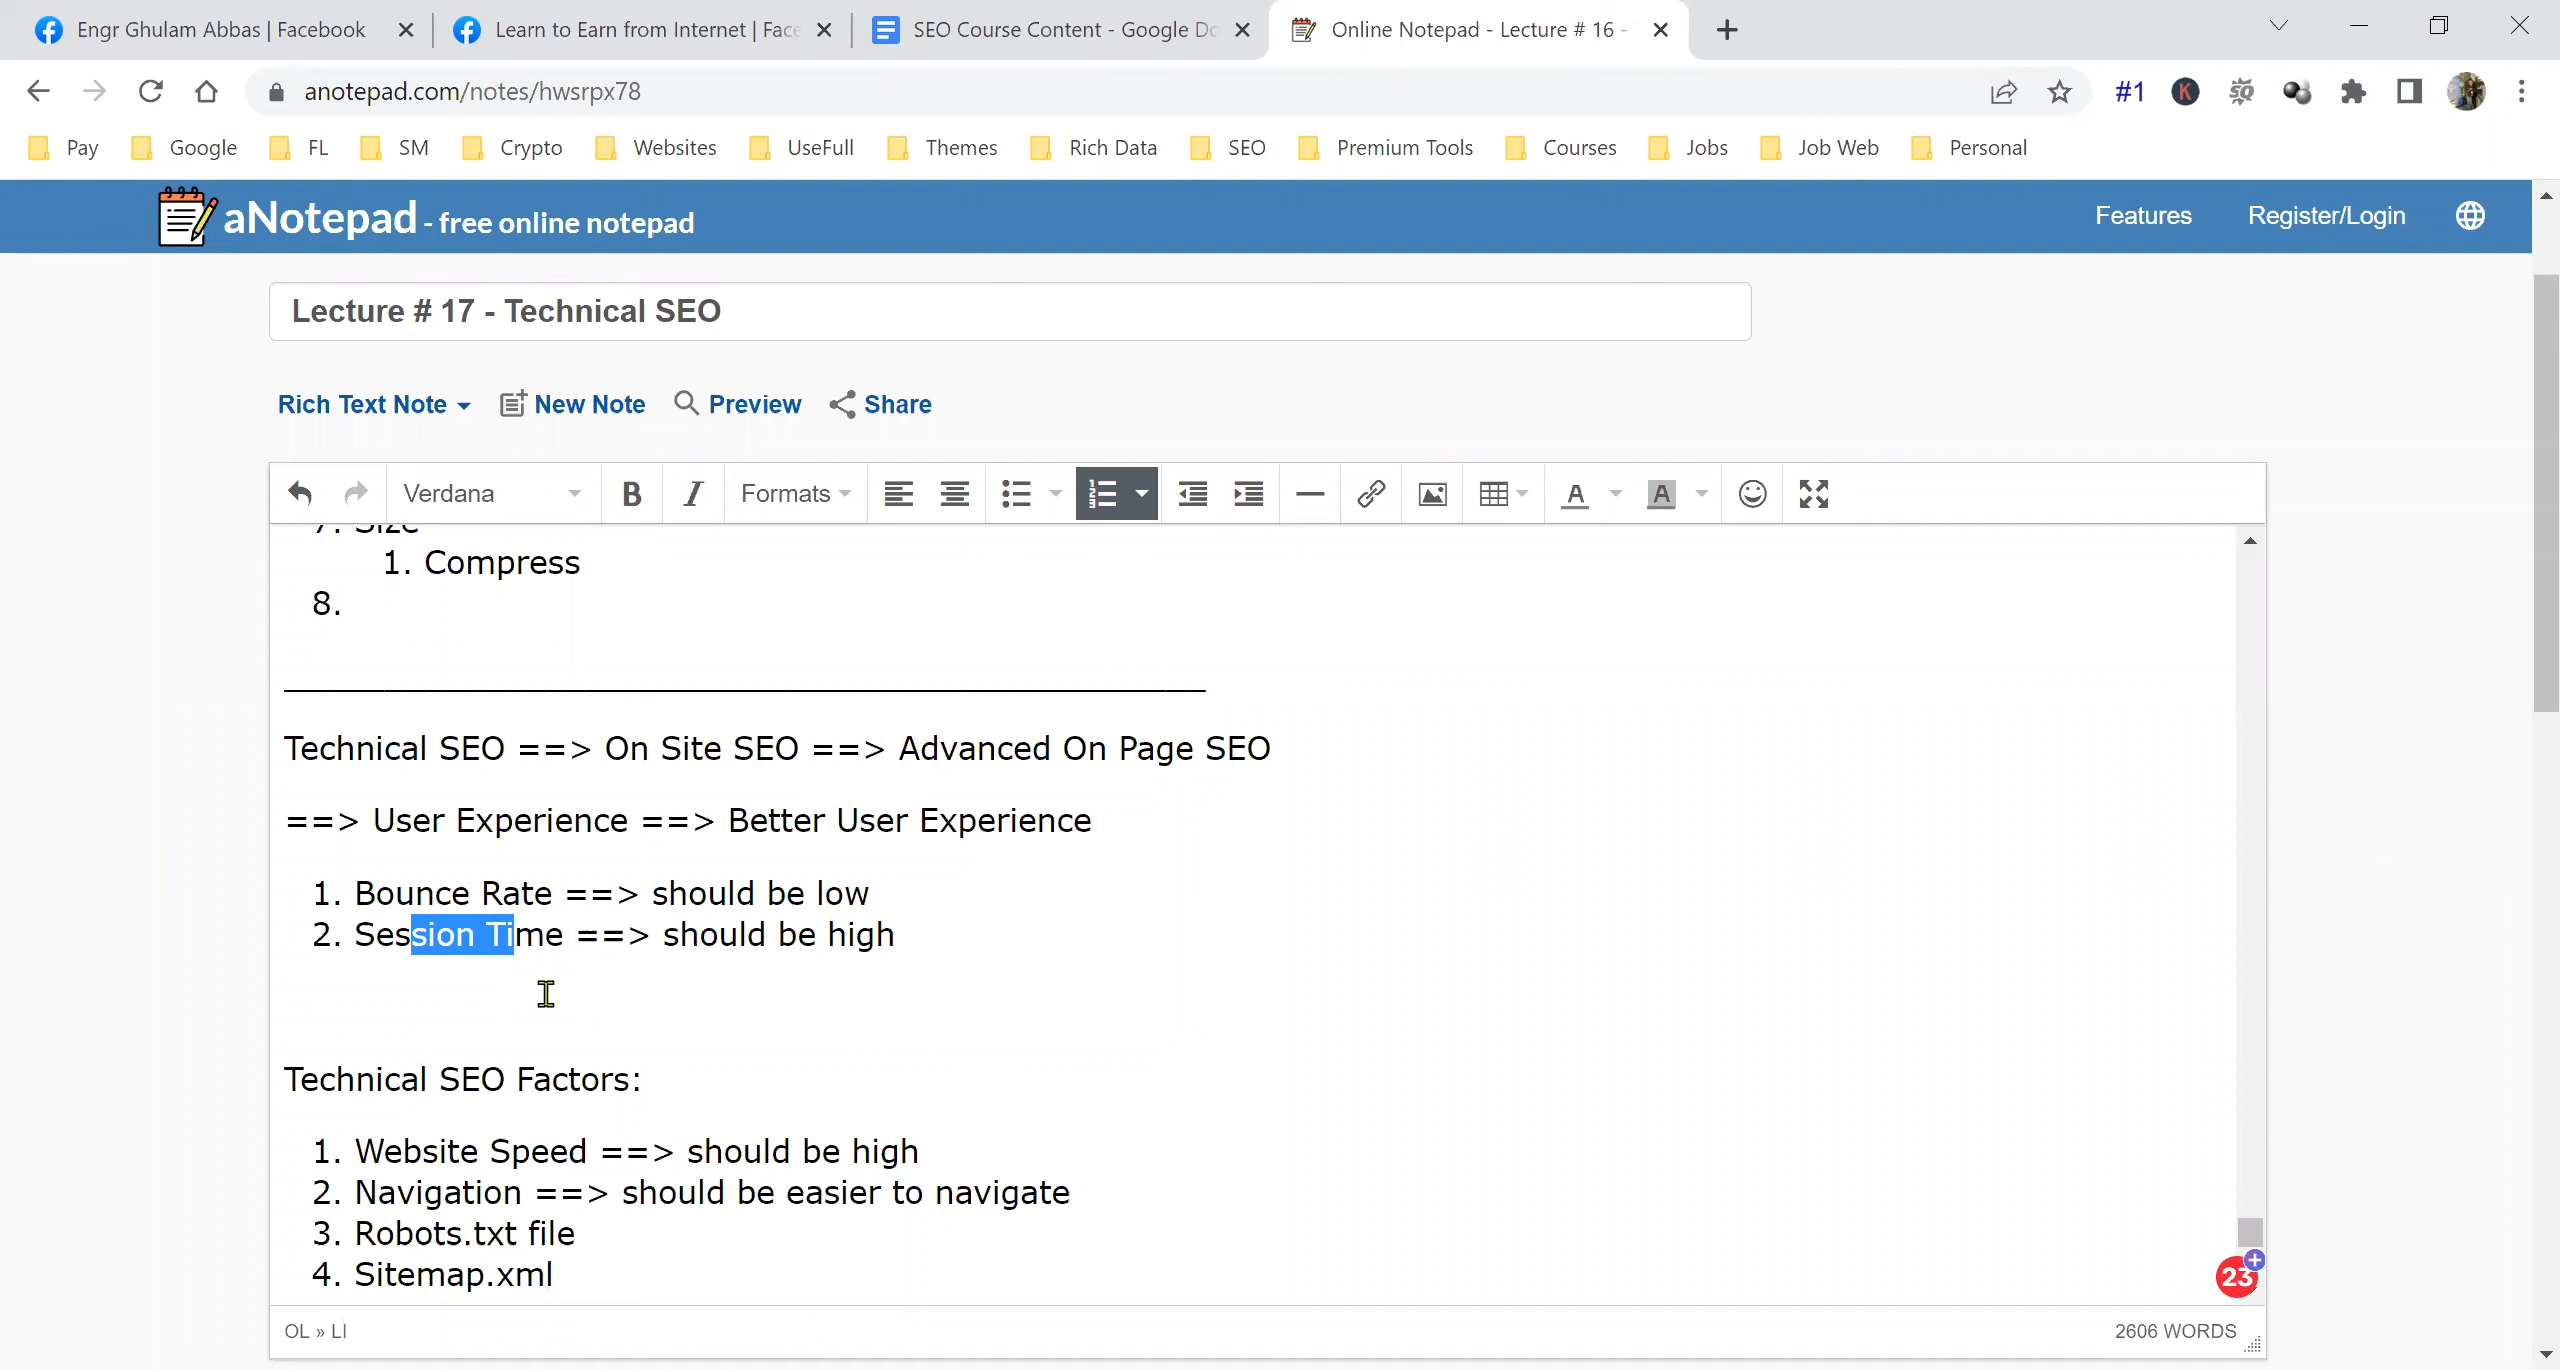 Engr Ghulam Abbas | Facebook
Learn to Earn from Internet | Face
SEO Course Content - Google Do
Online Notepad - Lecture # 16 -
anotepad.com/notes/hwsrpx78
#1
K
SQ
Pay
Google
FL
SM
Crypto
Websites
UseFull
Themes
Rich Data
SEO
Premium Tools
Courses
Jobs
Job Web
Personal
aNotepad - free online notepad
Features
Register/Login
Lecture # 17 - Technical SEO
Rich Text Note
New Note
Preview
Share
Verdana
B
I
Formats
A
A
7. Size
1. Compress
8.
Technical SEO ==> On Site SEO ==> Advanced On Page SEO
==> User Experience ==> Better User Experience
1. Bounce Rate ==> should be low
2. Session Time ==> should be high
Technical SEO Factors:
1. Website Speed ==> should be high
2. Navigation ==> should be easier to navigate
3. Robots.txt file
4. Sitemap.xml
23
OL » LI
2606 WORDS